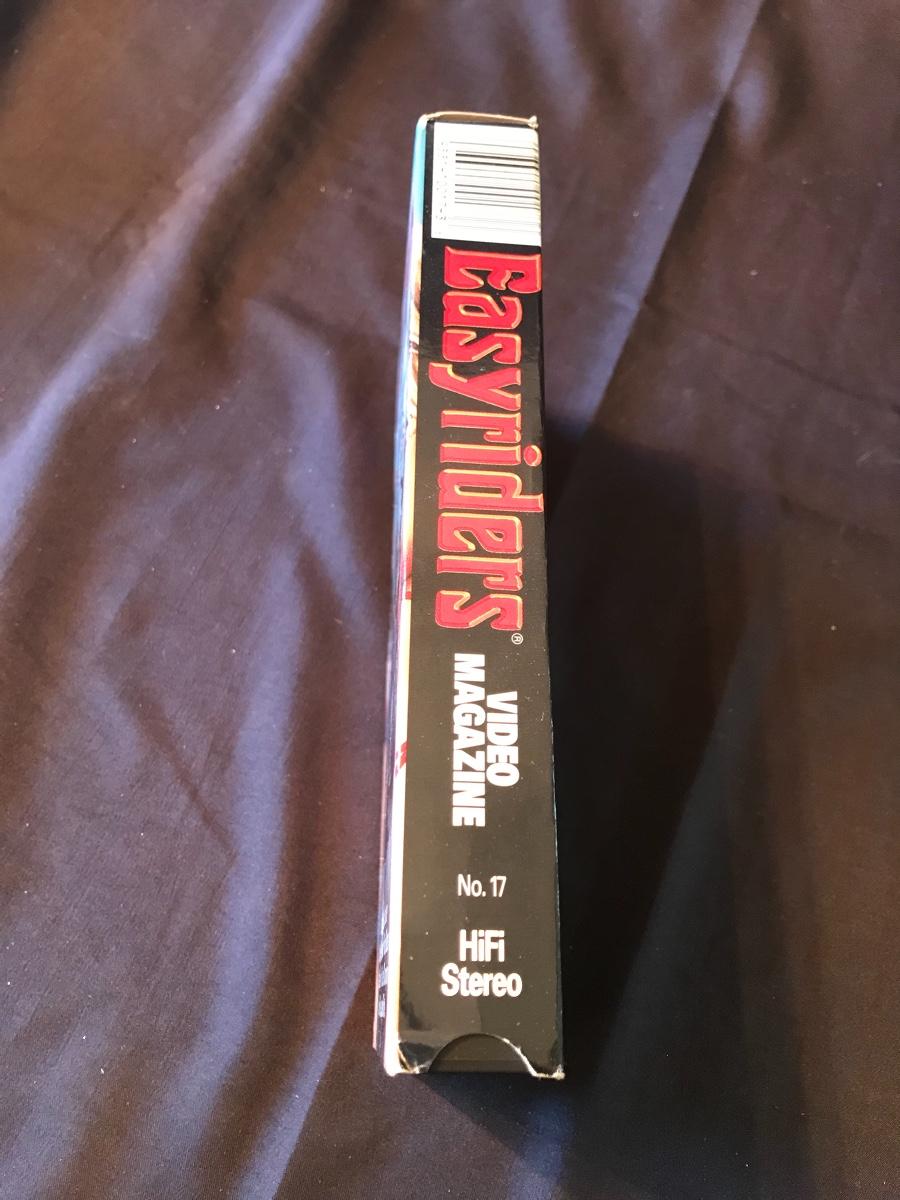 Easyriders®
VIDEO
MAGAZINE
No. 17
HiFi
Stereo